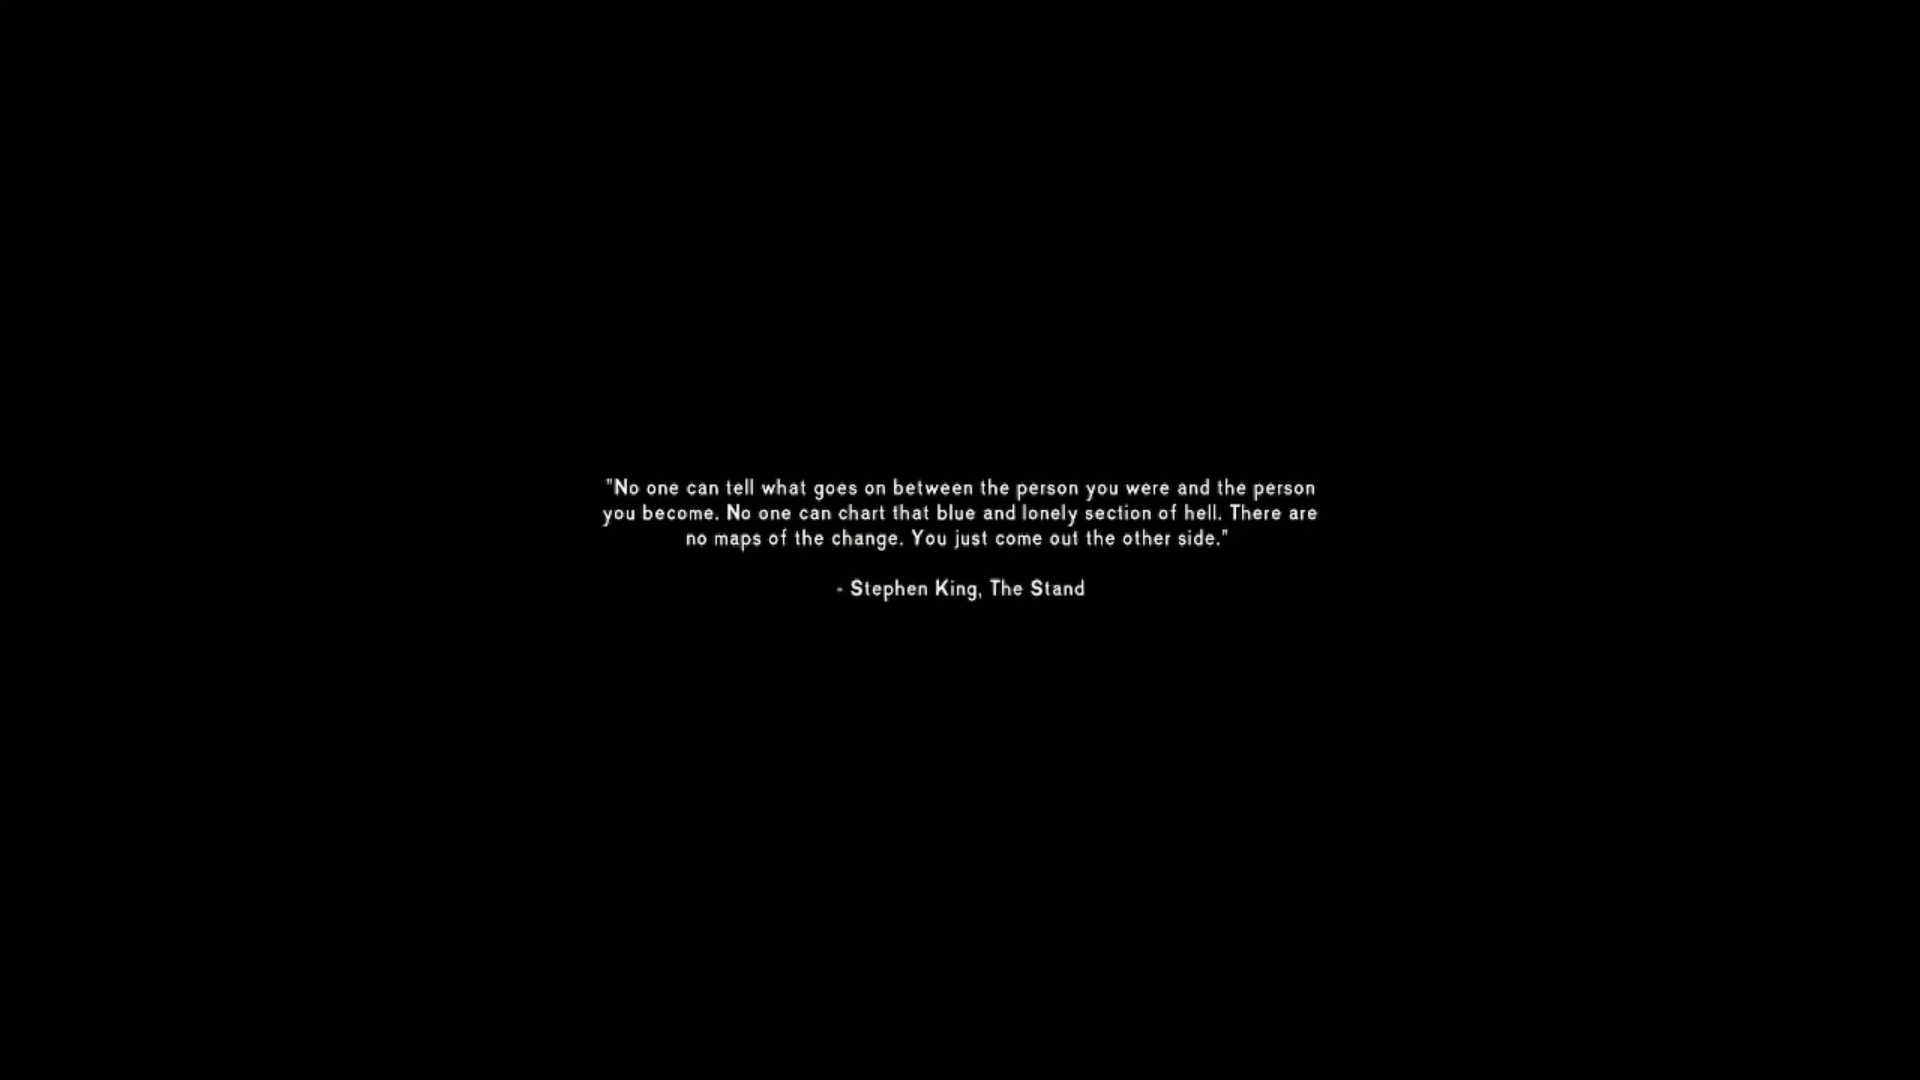 "No one can tell what goes on between the person you were and the person
you become. No one can chart that blue and lonely section of hell. There are
no maps of the change. You just come out the other side."
- Stephen King, The Stand